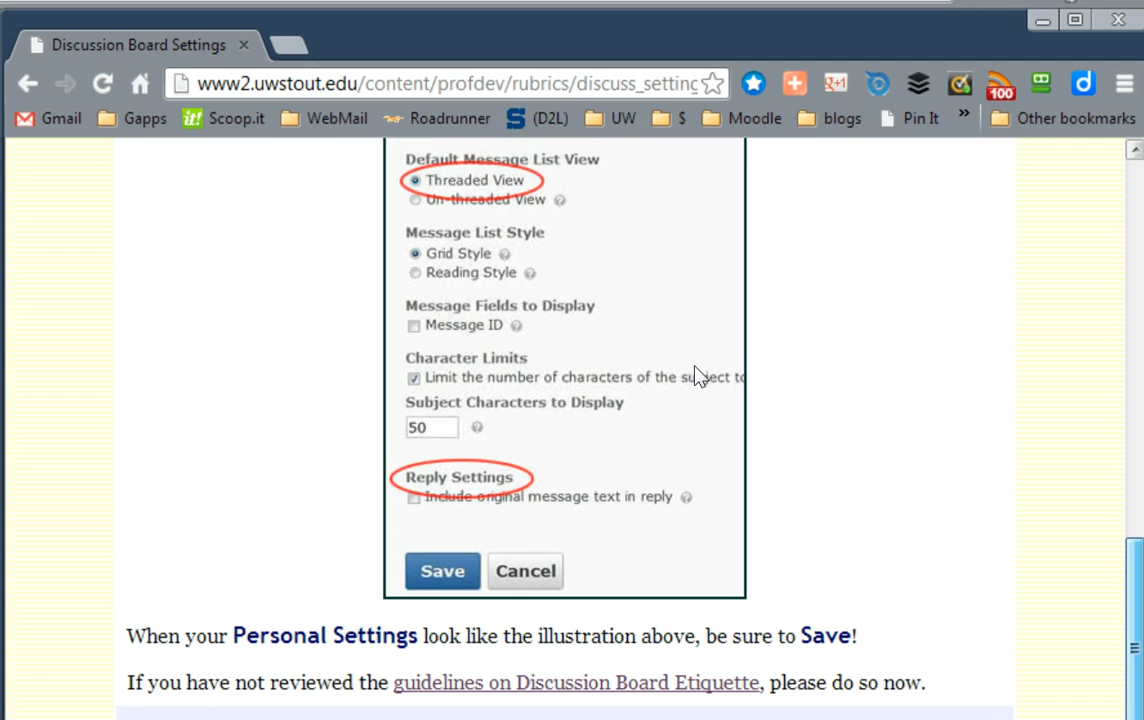 Discussion Board Settings
www2.uwstout.edu/content/profdev/rubrics/discuss_setting
g+1
100
d
Gmail Gapps it! Scoop.it WebMail Roadrunner S (D2L) UW $ Moodle blogs Pin It » Other bookmarks
Default Message List View
Threaded View
Un-threaded View
Message List Style
Grid Style
Reading Style
Message Fields to Display
Message ID
Character Limits
Limit the number of characters of the subject to
Subject Characters to Display
50
Reply Settings
Include original message text in reply
Save Cancel
When your Personal Settings look like the illustration above, be sure to Save!
If you have not reviewed the guidelines on Discussion Board Etiquette, please do so now.